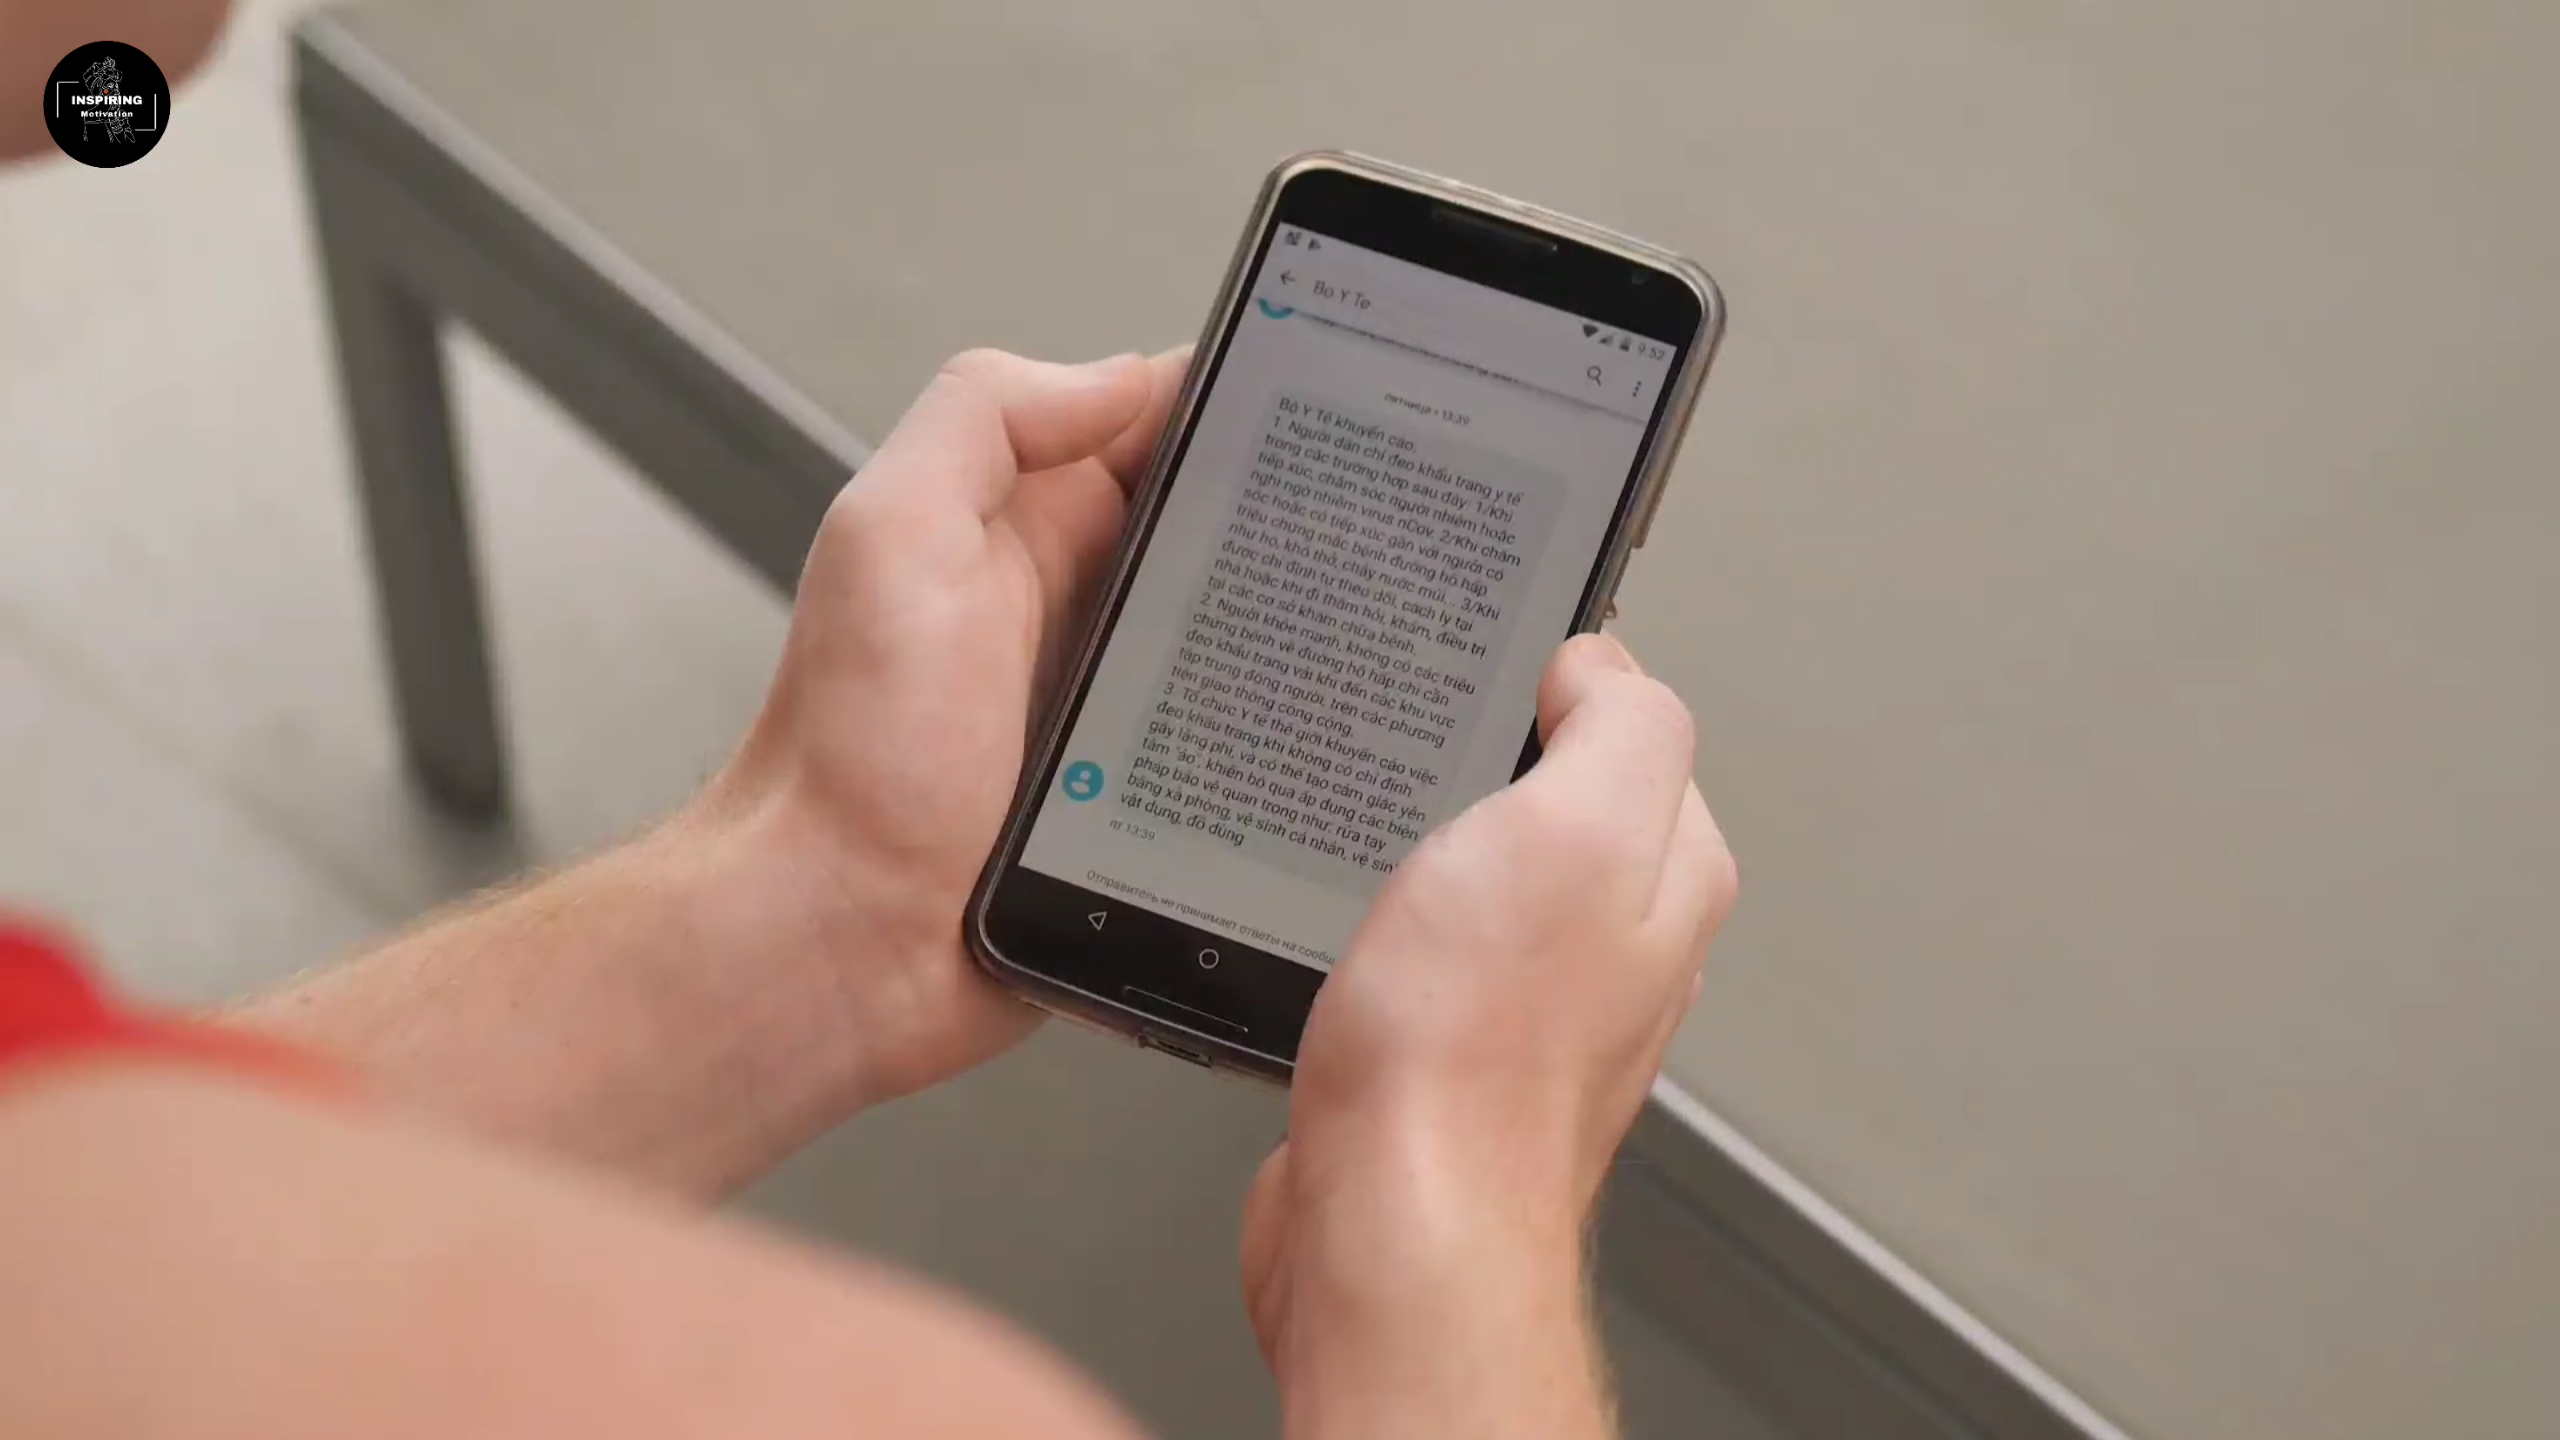 INSPIRING
Motivation
Bo Y Te
9:52
пятница • 13:39
Bộ Y Tế khuyến cáo:
1. Người dân chỉ đeo khẩu trang y tế
trong các trường hợp sau đây: 1/Khi
tiếp xúc, chăm sóc người nhiễm hoặc
nghi ngờ nhiễm virus nCov. 2/Khi chăm
sóc hoặc có tiếp xúc gần với người có
triệu chứng mắc bệnh đường hô hấp
như ho, khó thở, chảy nước mũi... 3/Khi
được chỉ định tự theo dõi, cách ly tại
nhà hoặc khi đi thăm hỏi, khám, điều trị
tại các cơ sở khám chữa bệnh.
2. Người khỏe mạnh, không có các triệu
chứng bệnh về đường hô hấp chỉ cần
đeo khẩu trang vải khi đến các khu vực
tập trung đông người, trên các phương
tiện giao thông công cộng.
3. Tổ chức Y tế thế giới khuyến cáo việc
đeo khẩu trang khi không có chỉ định
gây lãng phí, và có thể tạo cảm giác yên
tâm "ảo", khiến bỏ qua áp dụng các biện
pháp bảo vệ quan trọng như: rửa tay
bằng xà phòng, vệ sinh cá nhân, vệ sin
vật dụng, đồ dùng
пт 13:39
Отправитель не принимает ответы на сообщ